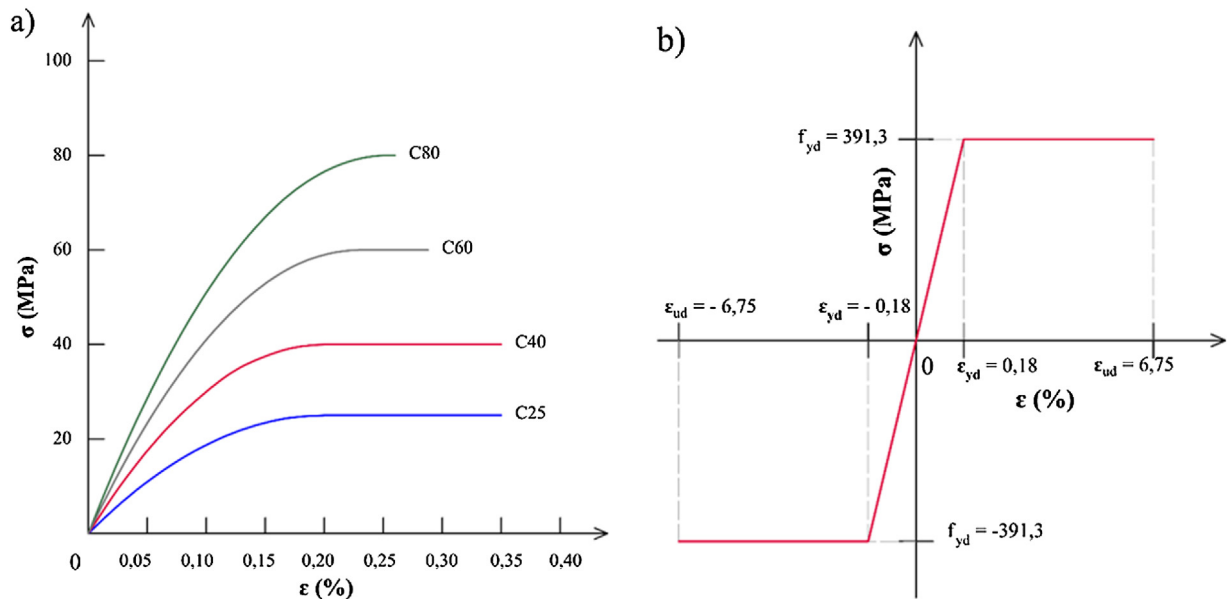 a)
100
80
60
40
20
σ (MPa)
C80
C60
C40
C25
0
0,05
0,10
0,15
0,20
0,25
0,30
0,35
0,40
ε (%)
b)
f_yd = 391,3
σ (MPa)
ε_ud = - 6,75
ε_yd = - 0,18
0
ε_yd = 0,18
ε_ud = 6,75
ε (%)
f_yd = -391,3